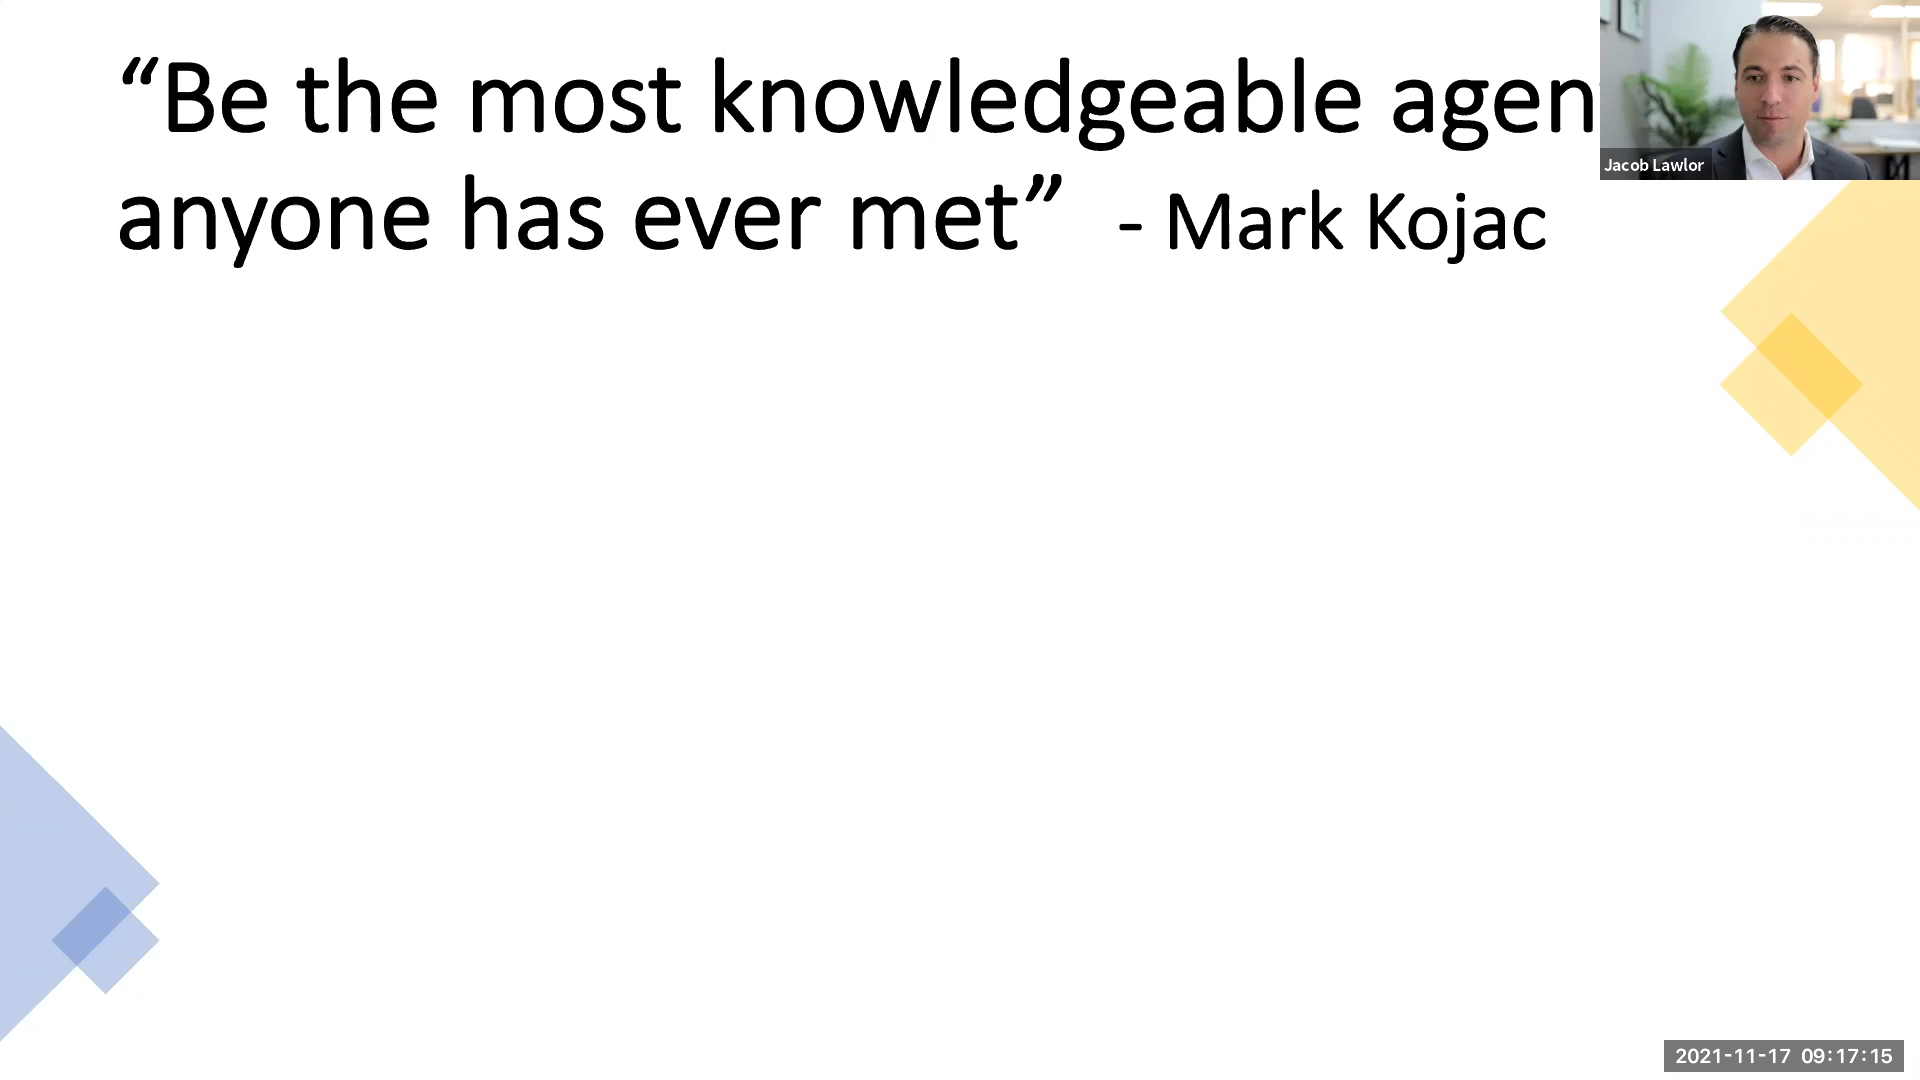 “Be the most knowledgeable agen
anyone has ever met” - Mark Kojac
Jacob Lawlor
2021-11-17 09:17:15